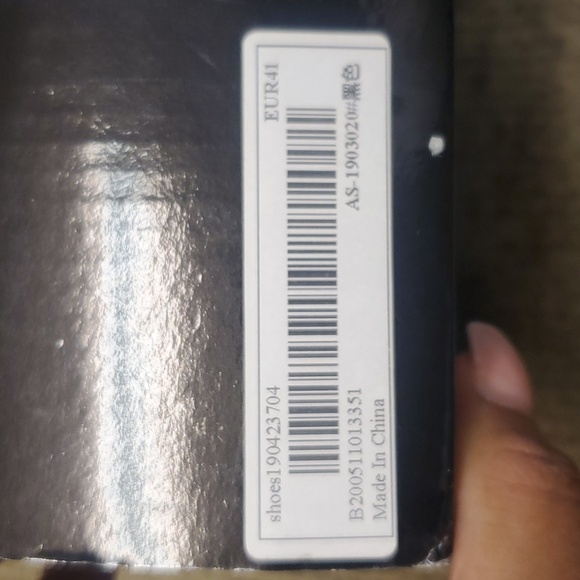 shoes190423704 EUR41
B200511013351 AS-1903020#黑色
Made In China